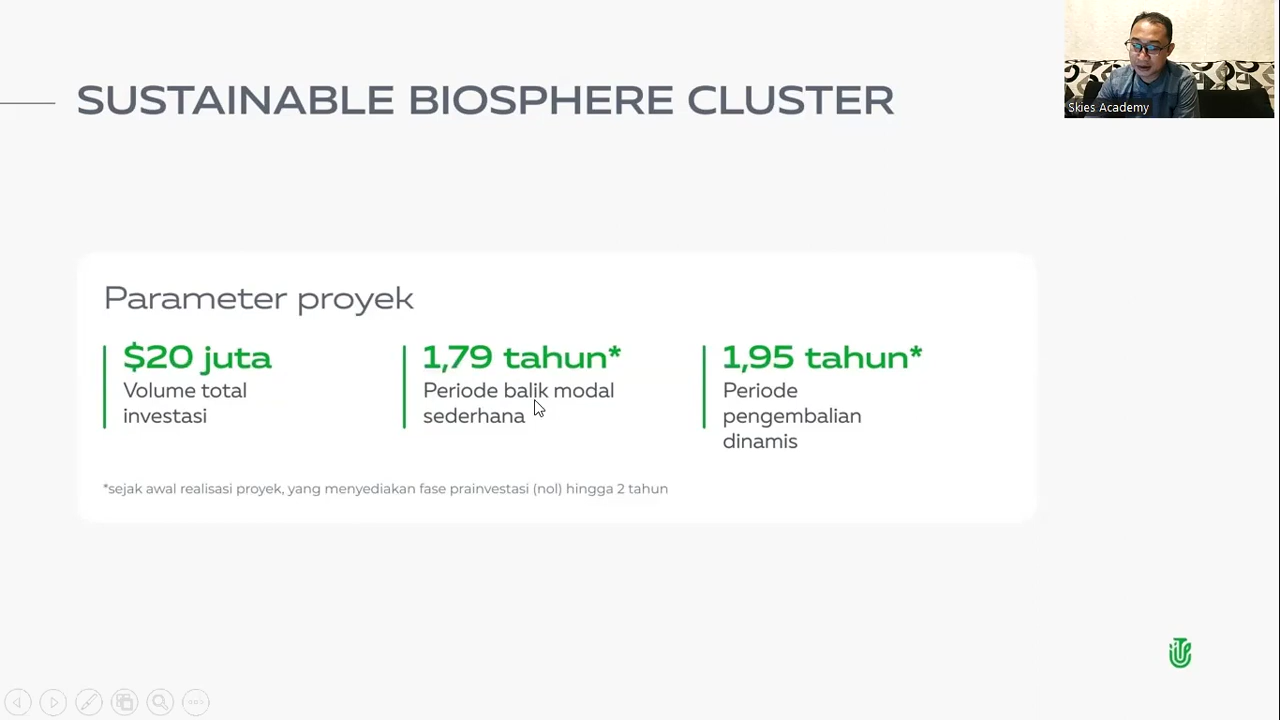 SUSTAINABLE BIOSPHERE CLUSTER
Skies Academy
Parameter proyek
$20 juta
Volume total
investasi
1,79 tahun*
Periode balik modal
sederhana
1,95 tahun*
Periode
pengembalian
dinamis
*sejak awal realisasi proyek, yang menyediakan fase prainvestasi (nol) hingga 2 tahun